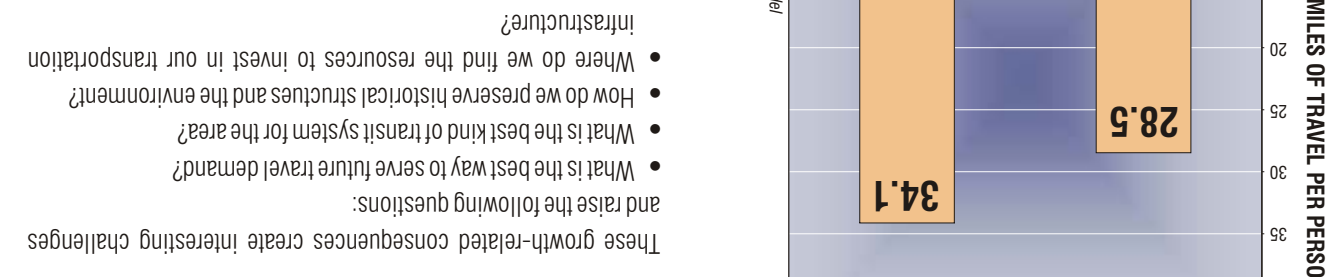 These growth-related consequences create interesting challenges
and raise the following questions:
• What is the best way to serve future travel demand?
• What is the best kind of transit system for the area?
• How do we preserve historical structues and the environment?
• Where do we find the resources to invest in our transportation
infrastructure?
MILES OF TRAVEL PER PERSO
35
30
25
20
28.5
34.1